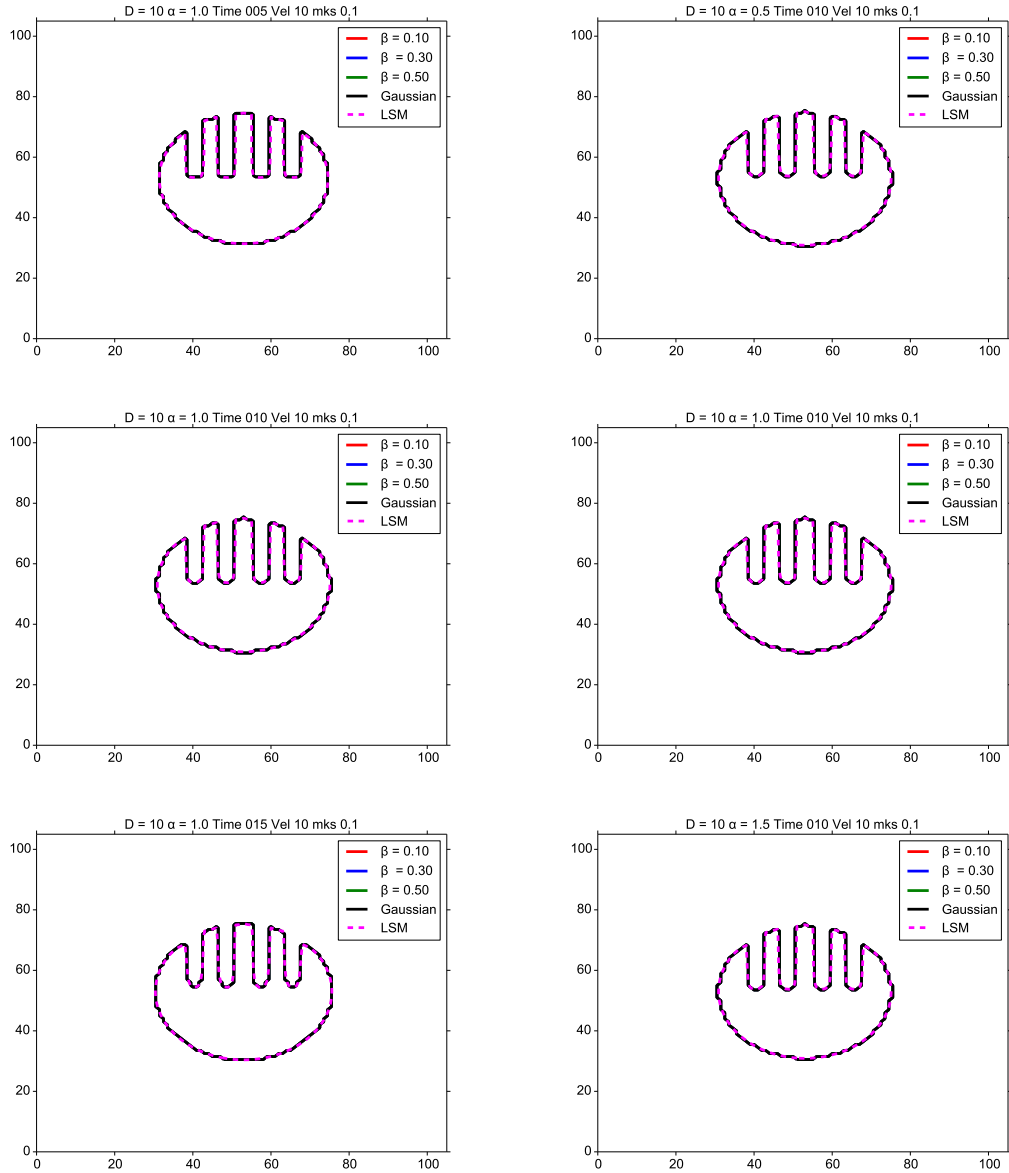 D = 10 α = 1.0 Time 005 Vel 10 mks 0.1
100
80
60
40
20
0
0 20 40 60 80 100
β = 0.10
β  = 0.30
β = 0.50
Gaussian
LSM
D = 10 α = 0.5 Time 010 Vel 10 mks 0.1
100
80
60
40
20
0
0 20 40 60 80 100
β = 0.10
β  = 0.30
β = 0.50
Gaussian
LSM
D = 10 α = 1.0 Time 010 Vel 10 mks 0.1
100
80
60
40
20
0
0 20 40 60 80 100
β = 0.10
β  = 0.30
β = 0.50
Gaussian
LSM
D = 10 α = 1.0 Time 010 Vel 10 mks 0.1
100
80
60
40
20
0
0 20 40 60 80 100
β = 0.10
β  = 0.30
β = 0.50
Gaussian
LSM
D = 10 α = 1.0 Time 015 Vel 10 mks 0.1
100
80
60
40
20
0
0 20 40 60 80 100
β = 0.10
β  = 0.30
β = 0.50
Gaussian
LSM
D = 10 α = 1.5 Time 010 Vel 10 mks 0.1
100
80
60
40
20
0
0 20 40 60 80 100
β = 0.10
β  = 0.30
β = 0.50
Gaussian
LSM